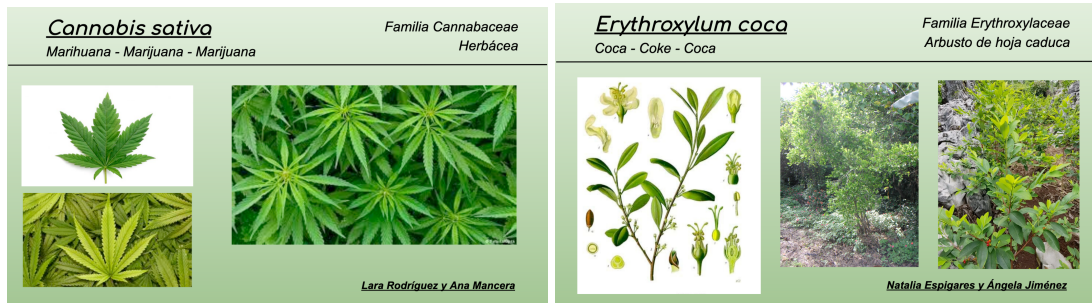 Cannabis sativa
Marihuana - Marijuana - Marijuana
Familia Cannabaceae
Herbácea
Lara Rodríguez y Ana Mancera
Erythroxylum coca
Coca - Coke - Coca
Familia Erythroxylaceae
Arbusto de hoja caduca
Natalia Espigares y Ángela Jiménez